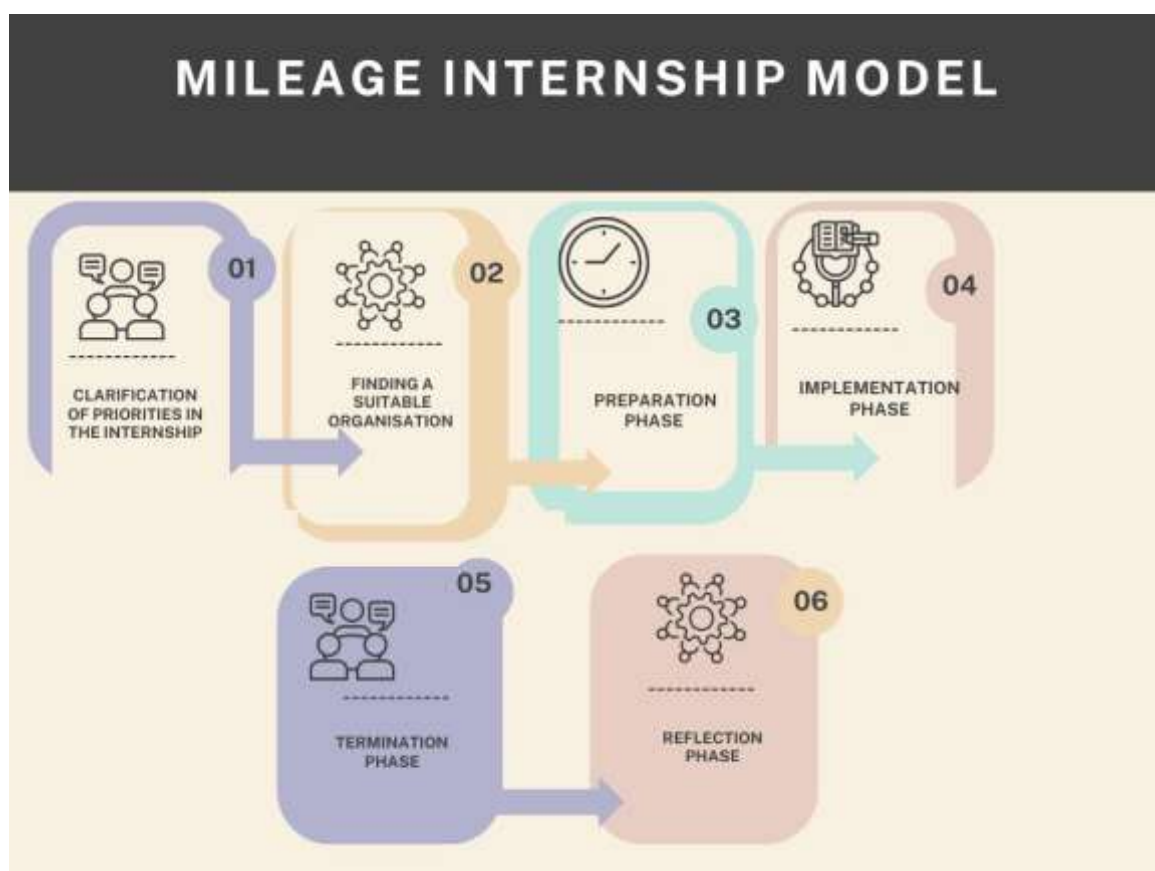 MILEAGE INTERNSHIP MODEL
01
CLARIFICATION
OF PRIORITIES IN
THE INTERNSHIP
02
FINDING A
SUITABLE
ORGANISATION
03
PREPARATION
PHASE
04
IMPLEMENTATION
PHASE
05
TERMINATION
PHASE
06
REFLECTION
PHASE